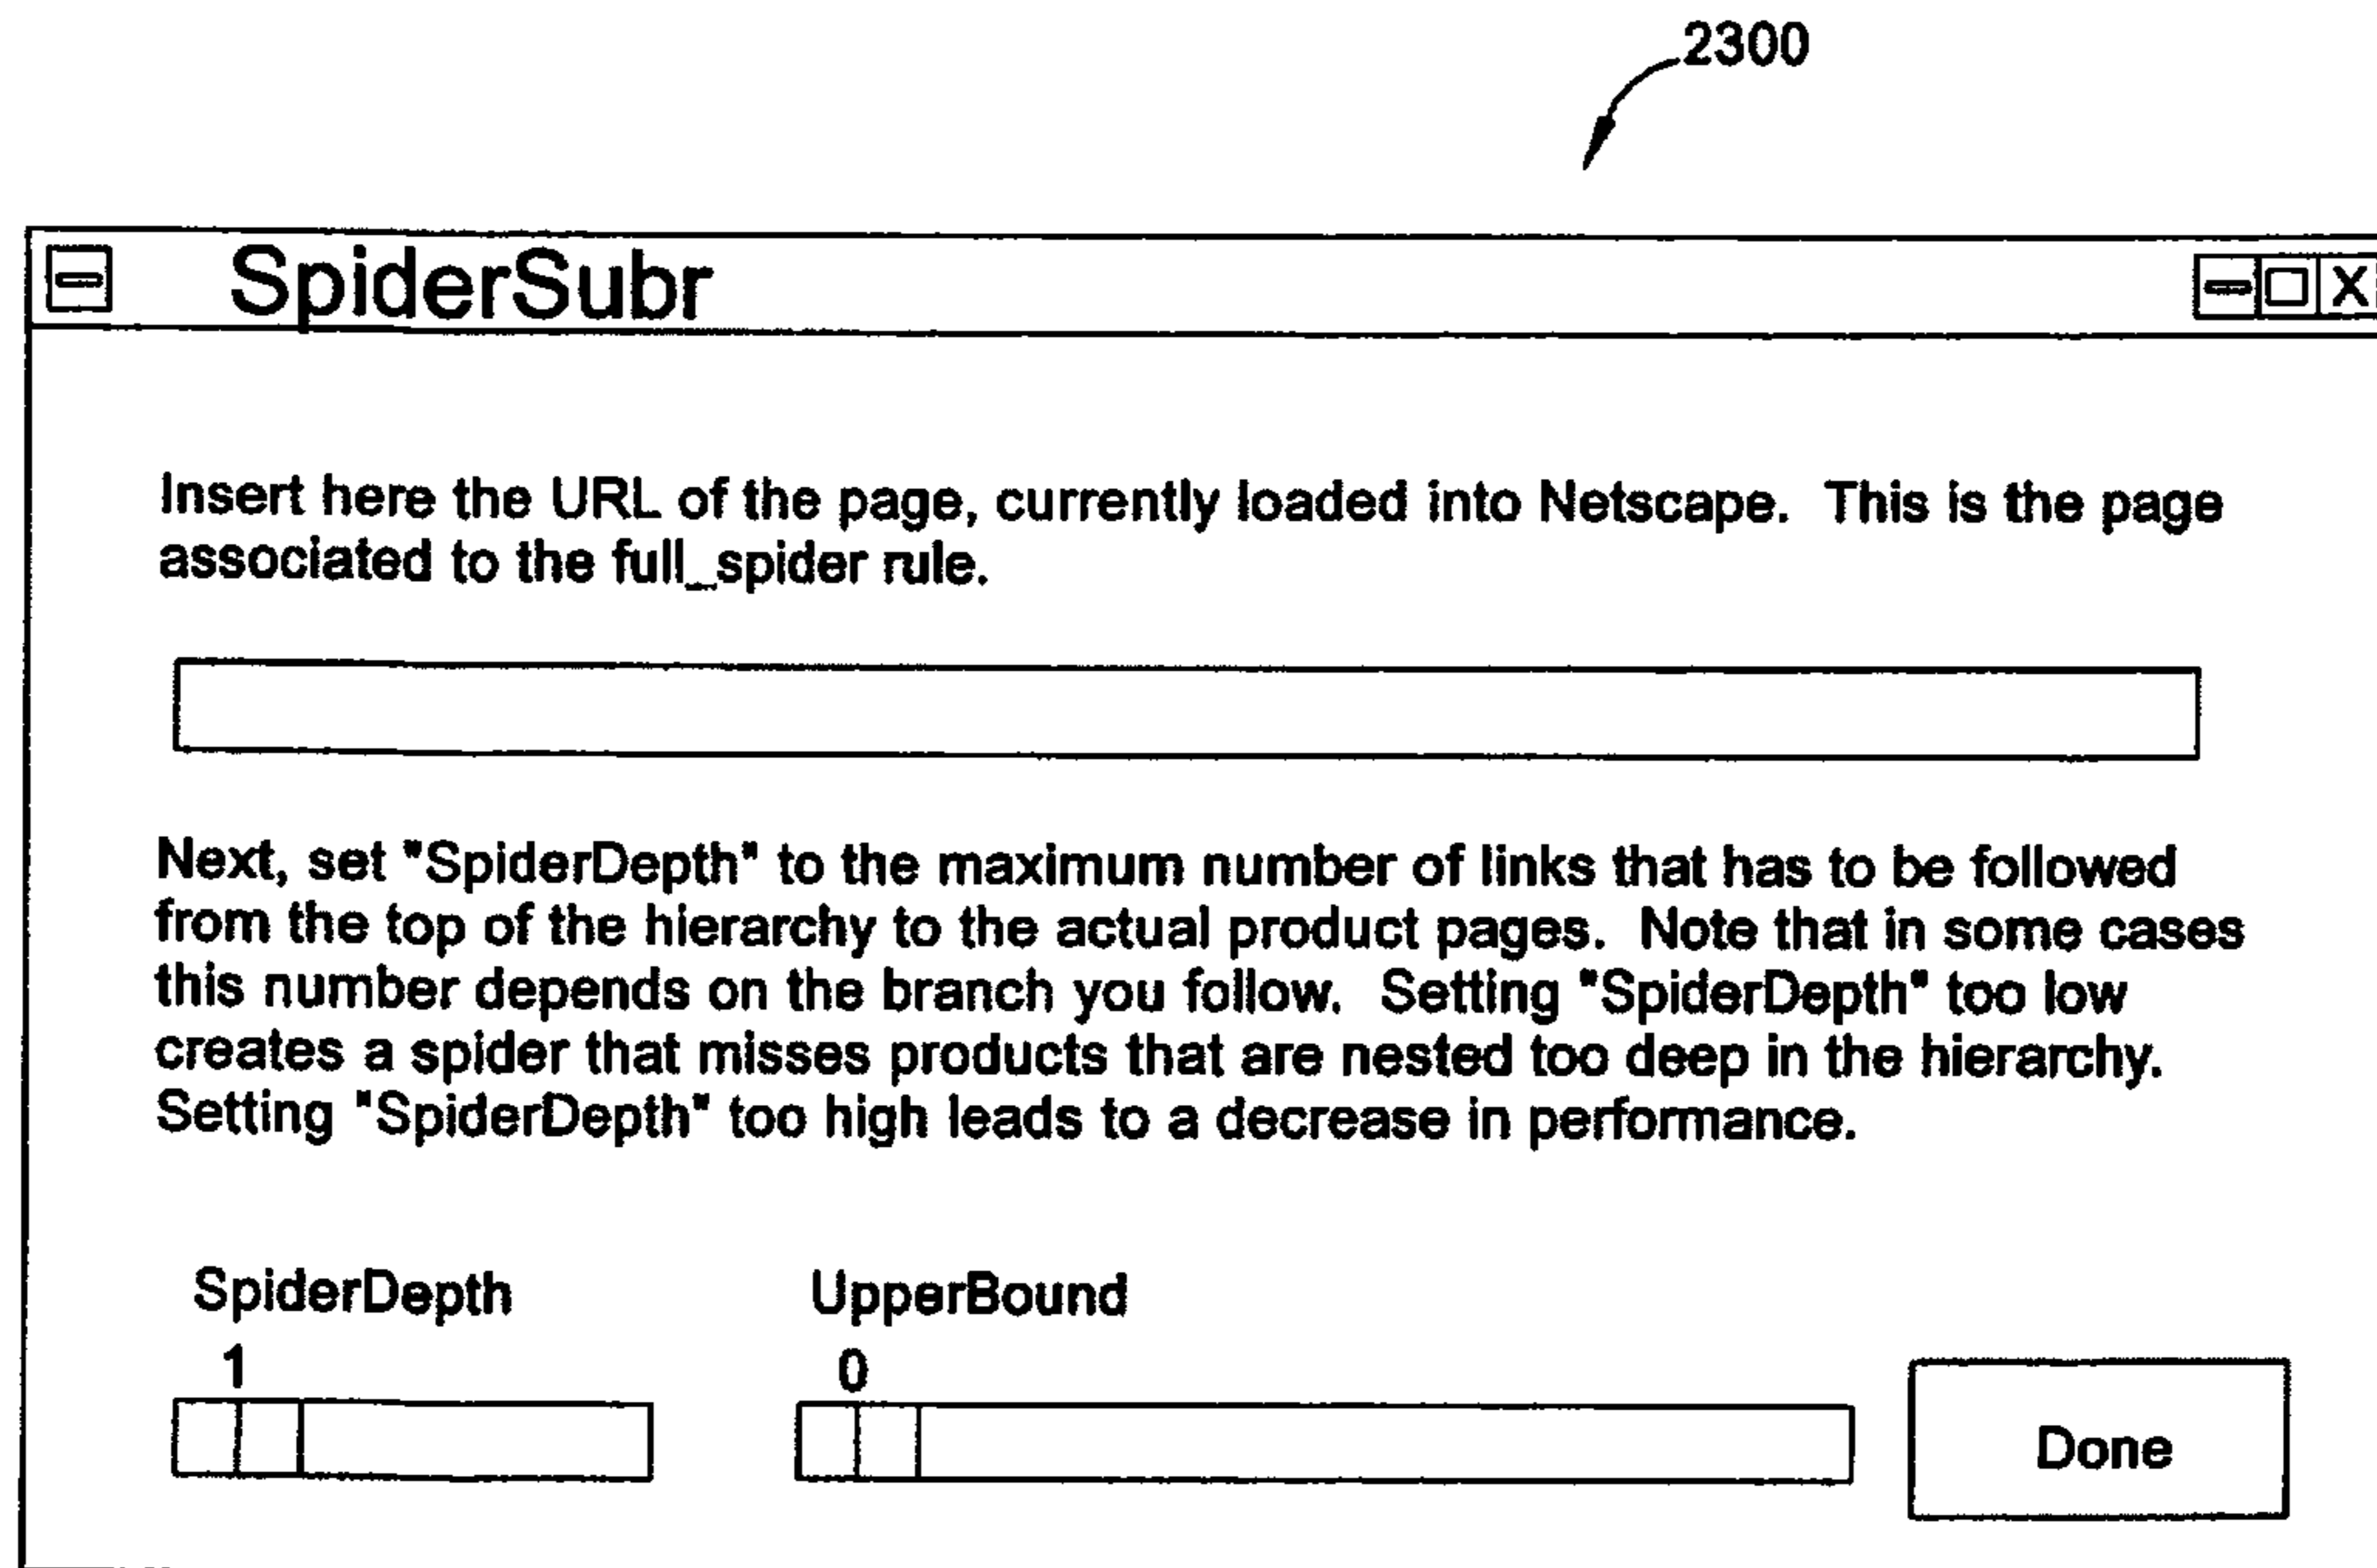 2300
SpiderSubr
X
Insert here the URL of the page, currently loaded into Netscape. This is the page
associated to the full_spider rule.
Next, set "SpiderDepth" to the maximum number of links that has to be followed
from the top of the hierarchy to the actual product pages. Note that in some cases
this number depends on the branch you follow. Setting "SpiderDepth" too low
creates a spider that misses products that are nested too deep in the hierarchy.
Setting "SpiderDepth" too high leads to a decrease in performance.
SpiderDepth UpperBound
1 0
Done